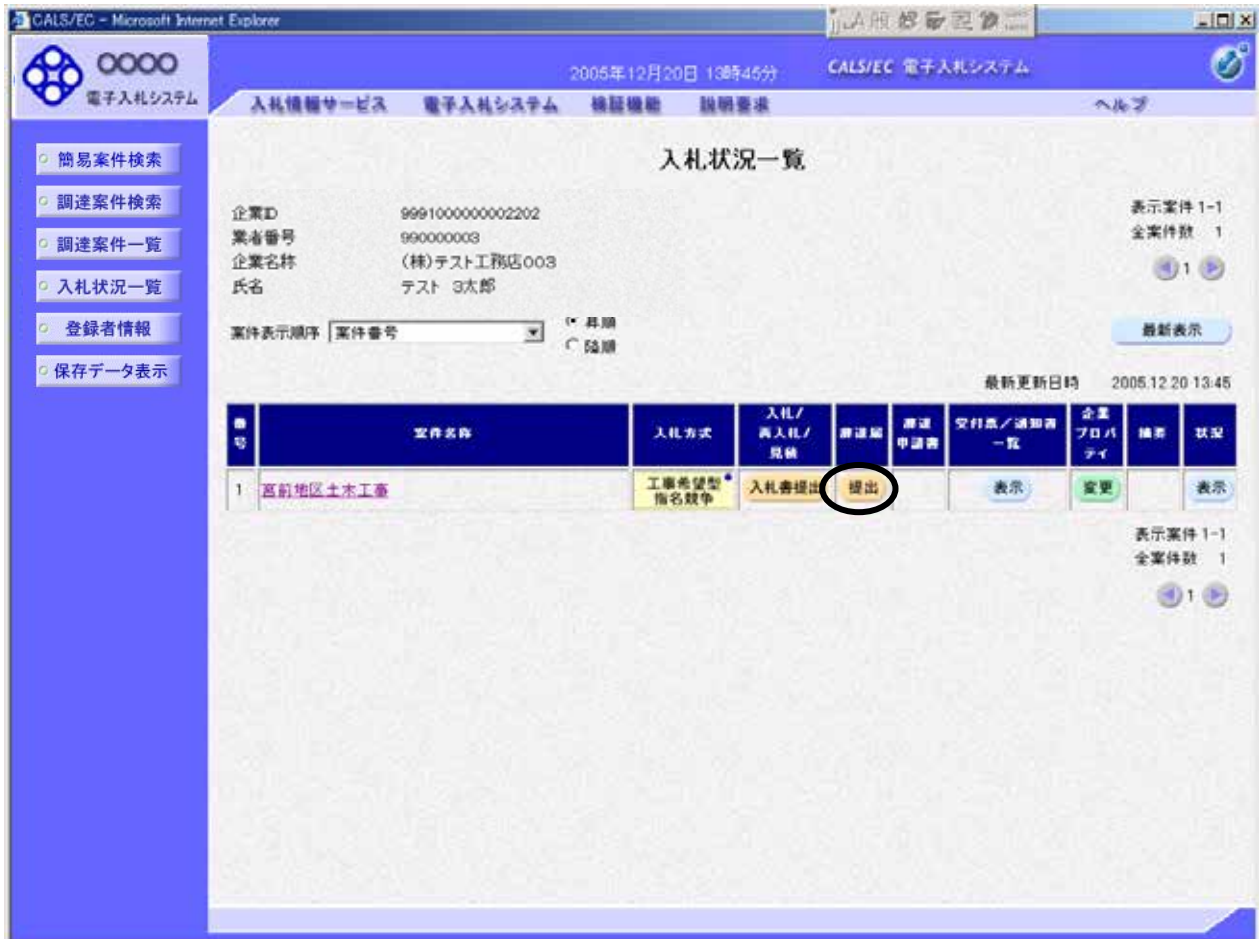 CALS/EC - Microsoft Internet Explorer
〇〇〇〇
電子入札システム
2005年12月20日 13時45分
CALS/EC 電子入札システム
入札情報サービス 電子入札システム 検証機能 説明要求 ヘルプ
簡易案件検索
調達案件検索
調達案件一覧
入札状況一覧
登録者情報
保存データ表示
入札状況一覧
企業ID 9991000000002202
業者番号 990000003
企業名称 (株)テスト工務店003
氏名 テスト 3太郎
表示案件 1-1
全案件数 1
1
案件表示順序 案件番号
昇順
降順
最新表示
最新更新日時 2005.12.20 13:45
番号 案件名称 入札方式 入札/再入札/見積 辞退届 辞退申請書 受付票/通知書一覧 企業プロパティ 摘要 状況
1 宮前地区土木工事 工事希望型指名競争 入札書提出 提出 表示 変更 表示
表示案件 1-1
全案件数 1
1